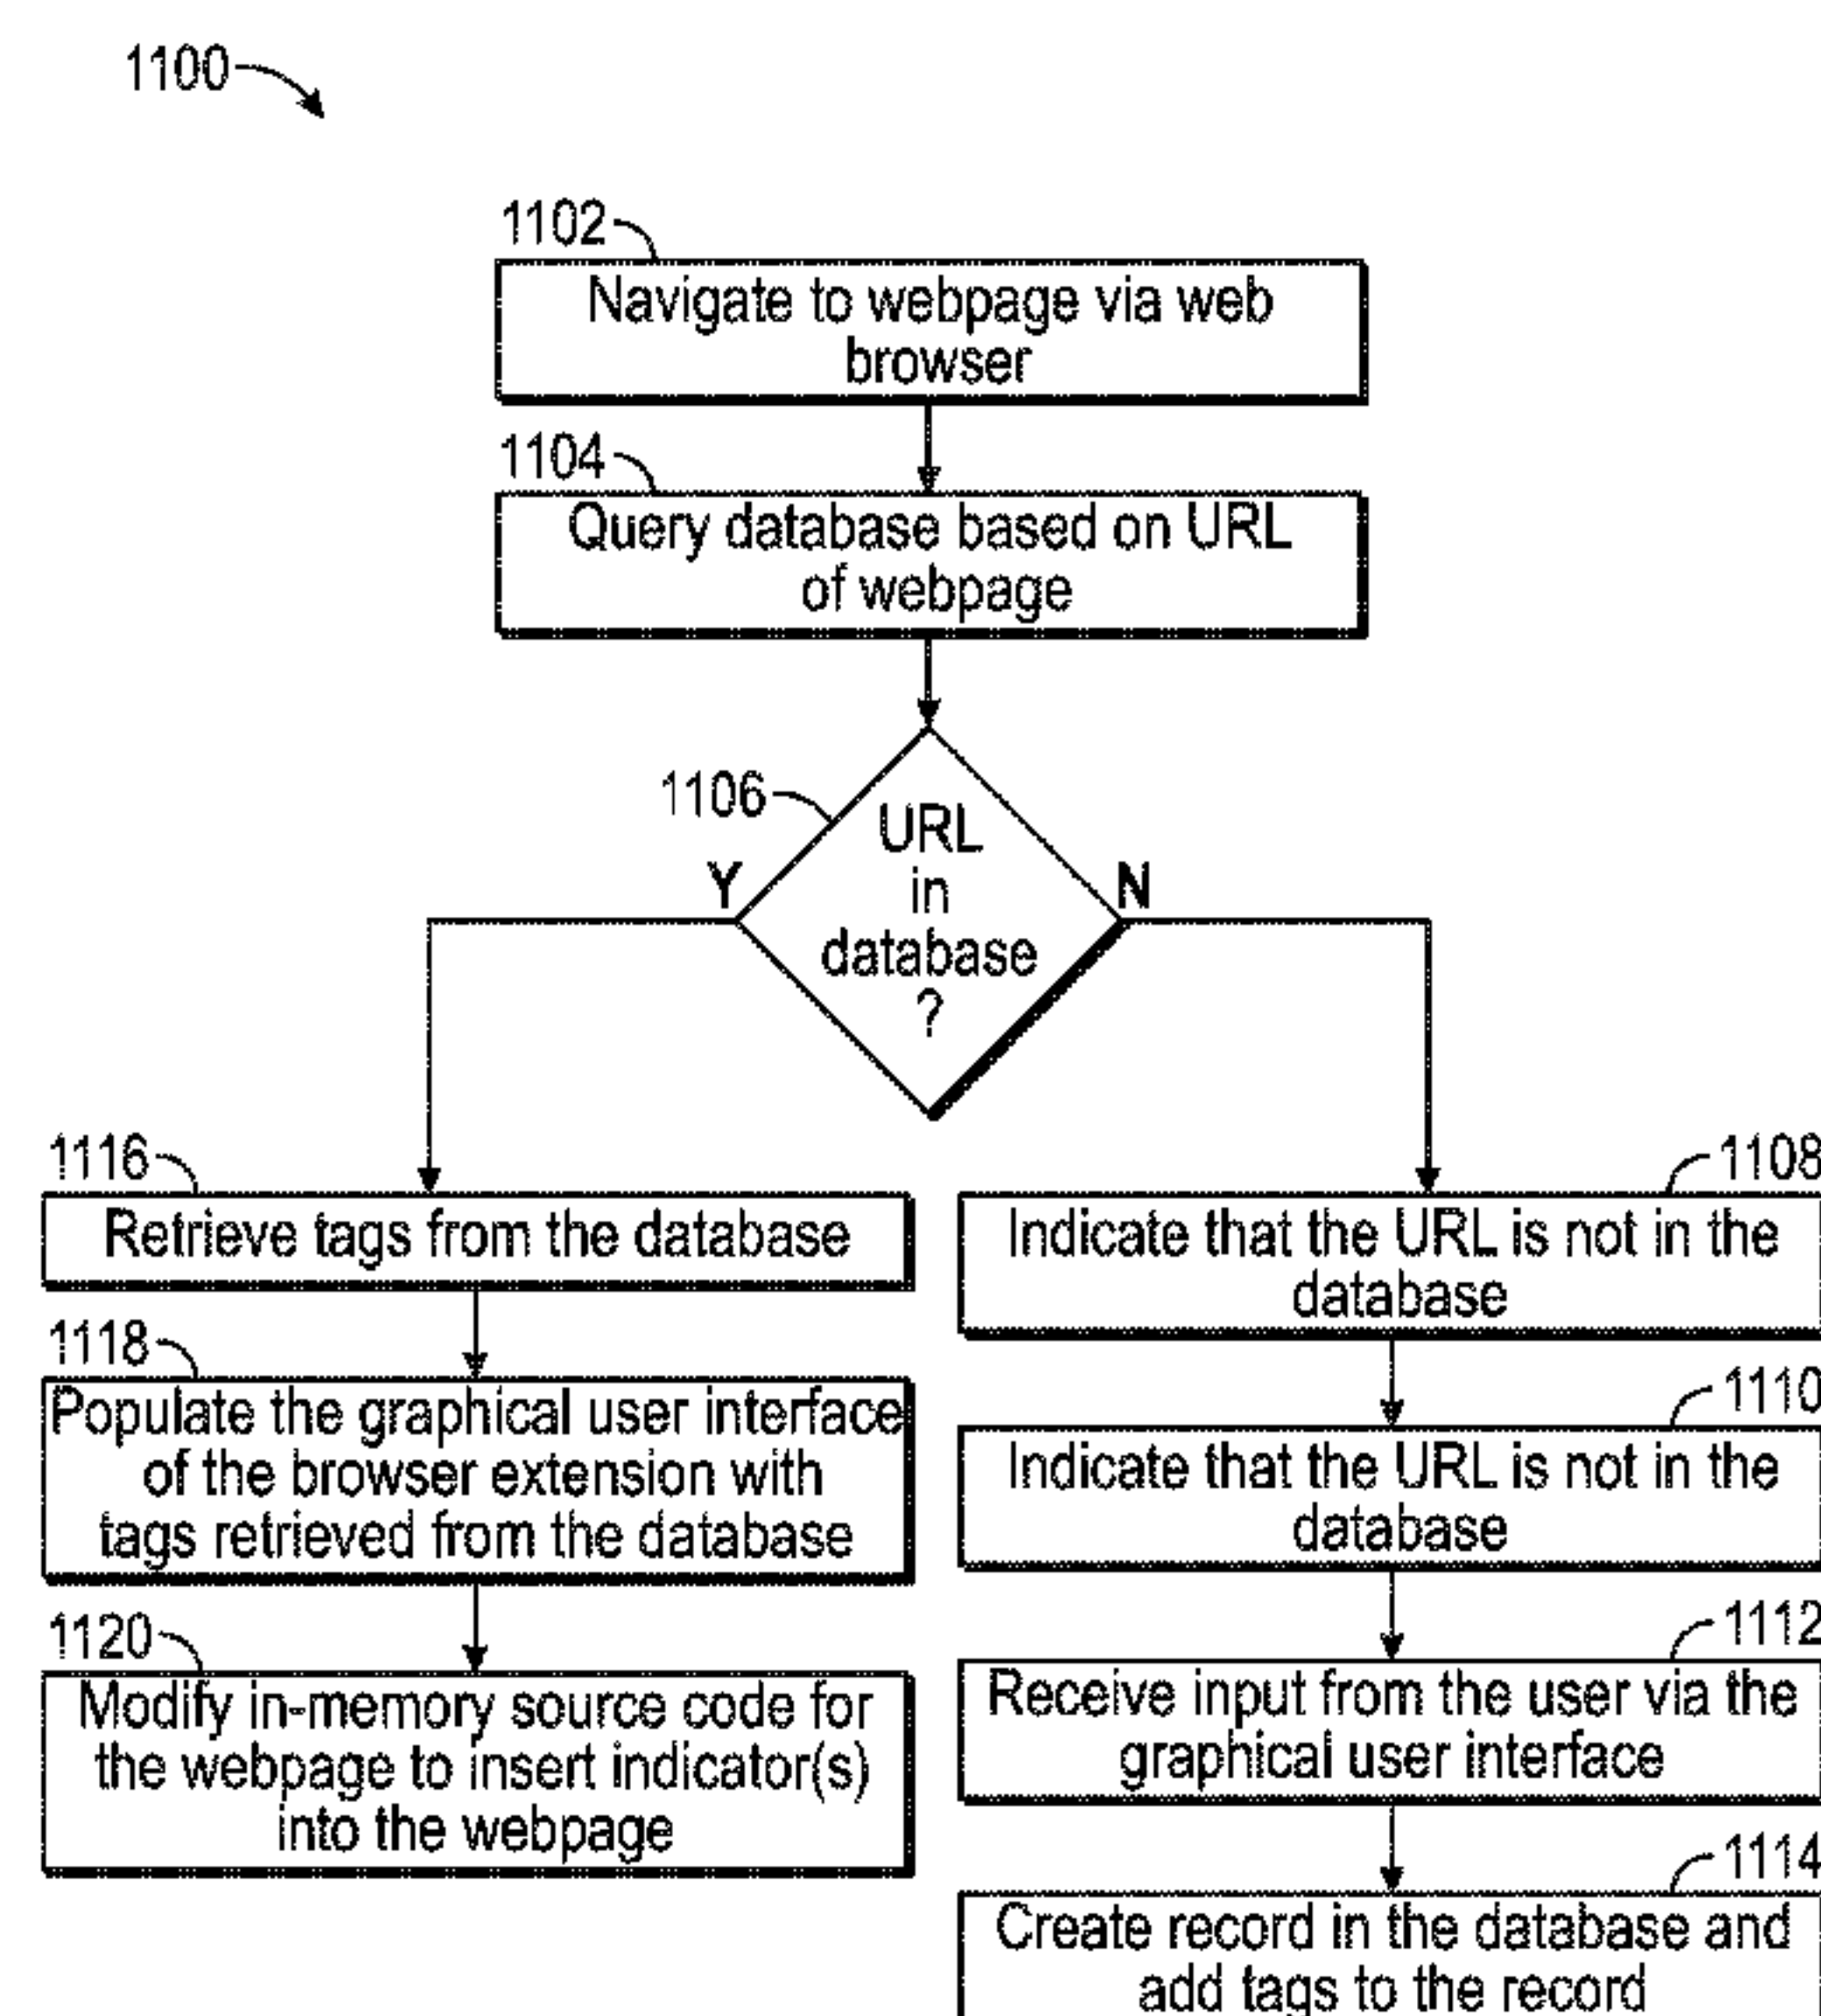 1100
1102
Navigate to webpage via web
browser
1104
Query database based on URL
of webpage
1106
URL
in
database
?
Y
N
1116
Retrieve tags from the database
1118
Populate the graphical user interface
of the browser extension with
tags retrieved from the database
1120
Modify in-memory source code for
the webpage to insert indicator(s)
into the webpage
1108
Indicate that the URL is not in the
database
1110
Indicate that the URL is not in the
database
1112
Receive input from the user via the
graphical user interface
1114
Create record in the database and
add tags to the record